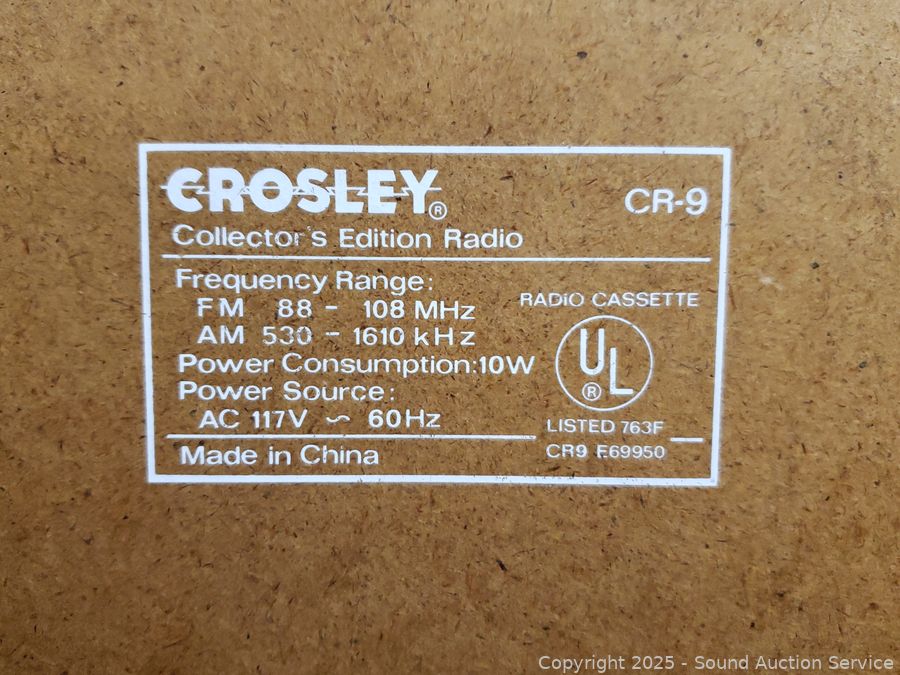 CROSLEY®
CR-9
Collector's Edition Radio
Frequency Range:
FM 88 - 108 MHz
AM 530 - 1610 kHz
Power Consumption:10W
Power Source:
AC 117V ~ 60Hz
RADIO CASSETTE
UL®
LISTED 763F
CR9 E69950
Made in China
Copyright 2025 - Sound Auction Service